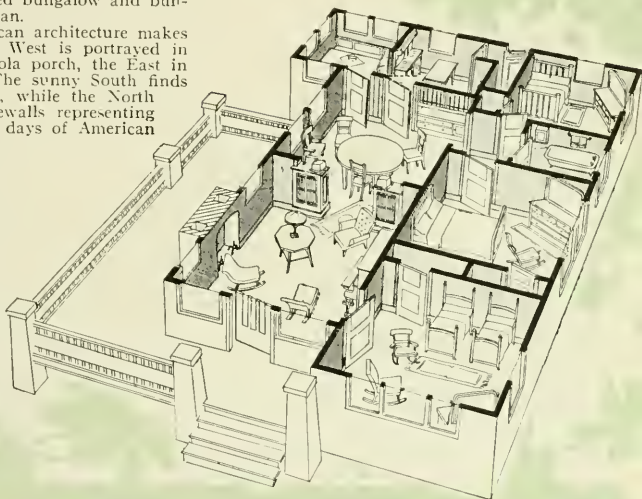 bungalow and bun-
an.
can architecture makes
West is portrayed in
ola porch, the East in
The sunny South finds
, while the North
ewalls representing
days of American